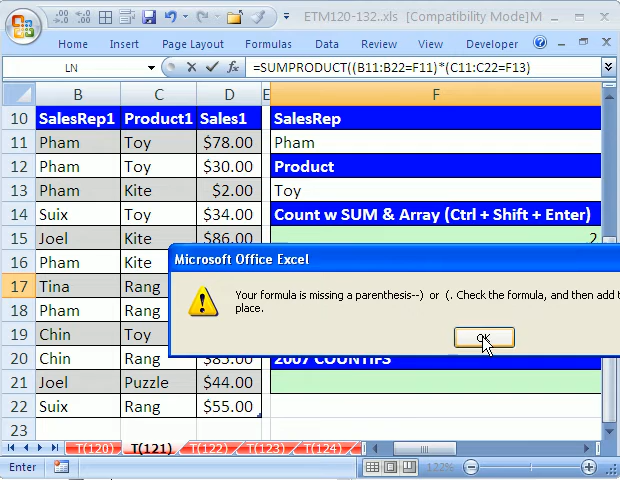 ETM120-132..xls [Compatibility Mode] M
Home Insert Page Layout Formulas Data View Developer
LN =SUMPRODUCT((B11:B22=F11)*(C11:C22=F13)
B C D E F
10 SalesRep1 Product1 Sales1 SalesRep
11 Pham Toy $78.00 Pham
12 Pham Toy $30.00 Product
13 Pham Kite $2.00 Toy
14 Suix Toy $34.00 Count w SUM & Array (Ctrl + Shift + Enter)
15 Joel Kite $86.00 2
16 Pham Kite
Microsoft Office Excel
17 Tina Rang
Your formula is missing a parenthesis--) or (. Check the formula, and then add t
place.
18 Pham Rang
19 Chin Toy
OK
20 Chin Rang $85.00 2007 COUNTIFS
21 Joel Puzzle $44.00
22 Suix Rang $55.00
23
T(120) T(121) T(122) T(123) T(124)
Enter 122%